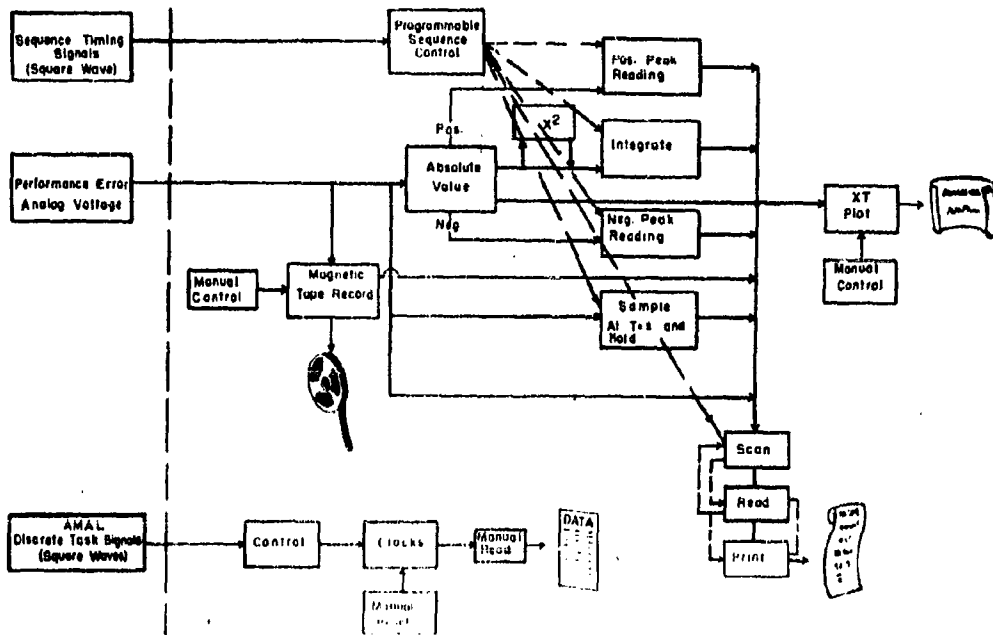 Sequence Timing
Signals
(Square Wave)
Programmable
Sequence
Control
Pos. Peak
Reading
Pos.
X²
Integrate
Performance Error
Analog Voltage
Absolute
Value
Neg
Neg. Peak
Reading
XT
Plot
Manual
Control
Manual
Control
Magnetic
Tape Record
Sample
At and
Hold
Scan
Read
Print
AMAL
Discrete Task Signals
(Square Waves)
Control
Clocks
Manual
Read
DATA
Manual
Reset